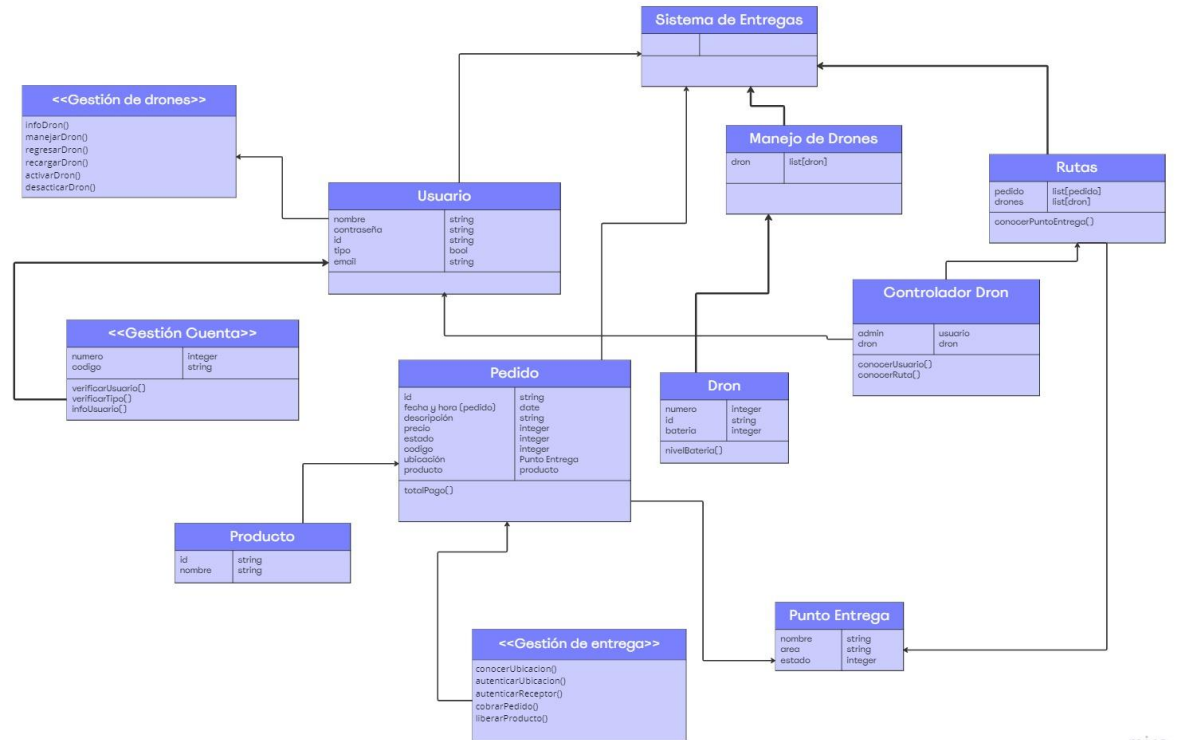 Sistema de Entregas
<<Gestión de drones>>
infoDron()
manejarDron()
regresarDron()
recargarDron()
activarDron()
desacticarDron()
Manejo de Drones
dron list[dron]
Rutas
pedido list[pedido]
drones list[dron]
conocerPuntoEntrega()
Usuario
nombre string
contraseña string
id string
tipo bool
email string
Controlador Dron
admin usuario
dron dron
conocerUsuario()
conocerRuta()
<<Gestión Cuenta>>
numero integer
codigo string
verificarUsuario()
verificarTipo()
infoUsuario()
Pedido
id string
fecha y hora (pedido) date
descripción string
precio integer
estado integer
codigo integer
ubicación Punto Entrega
producto producto
totalPago()
Dron
numero integer
id string
bateria integer
nivelBateria()
Producto
id string
nombre string
Punto Entrega
nombre string
area string
estado integer
<<Gestión de entrega>>
conocerUbicacion()
autenticarUbicacion()
autenticarReceptor()
cobrarPedido()
liberarProducto()